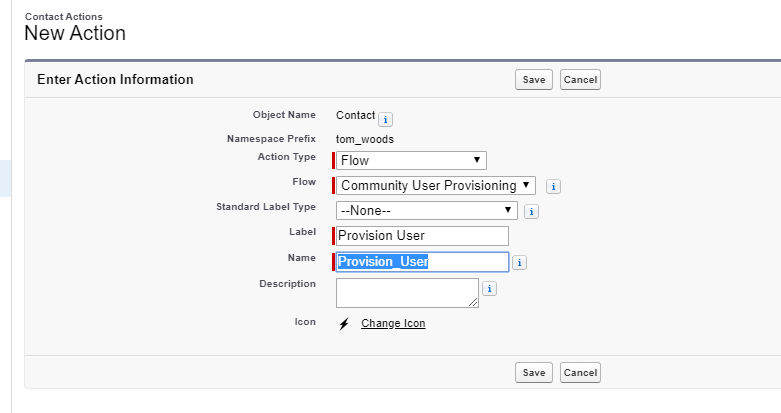 Contact Actions
New Action
Enter Action Information Save Cancel
Object Name Contact i
Namespace Prefix tom_woods
Action Type Flow
Flow Community User Provisioning i
Standard Label Type --None-- i
Label Provision User
Name Provision_User i
Description i
Icon Change Icon
Save Cancel